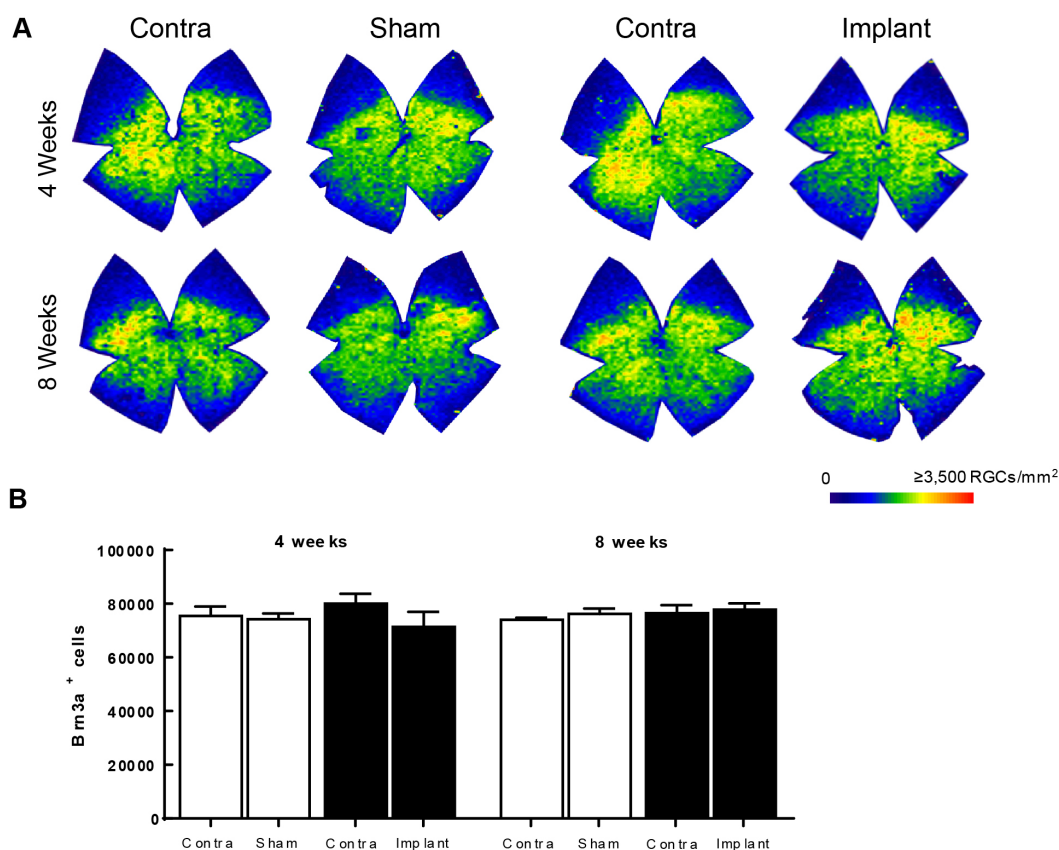 A
Contra
Sham
Contra
Implant
4 Weeks
8 Weeks
0
≥3,500 RGCs/mm²
B
4 weeks
8 weeks
100000
80000
60000
40000
20000
0
Brn3a + cells
Contra
Sham
Contra
Implant
Contra
Sham
Contra
Implant